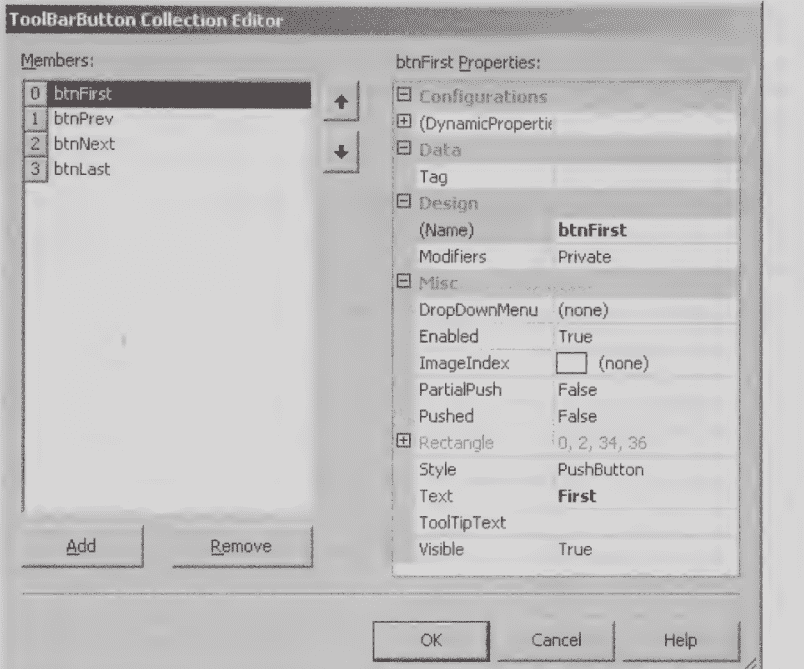 ToolBarButton Collection Editor
Members:
0 btnFirst
1 btnPrev
2 btnNext
3 btnLast
Add Remove
btnFirst Properties:
Configurations
(DynamicPropertie
Data
Tag
Design
(Name) btnFirst
Modifiers Private
Misc
DropDownMenu (none)
Enabled True
ImageIndex (none)
PartialPush False
Pushed False
Rectangle 0, 2, 34, 36
Style PushButton
Text First
ToolTipText
Visible True
OK Cancel Help